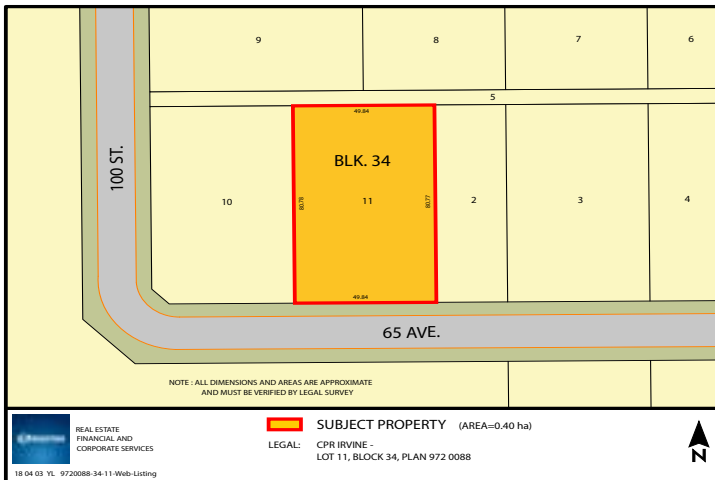 9
8
7
6
5
49.84
BLK. 34
100 ST.
10
80.78
11
80.77
2
3
4
49.84
65 AVE.
NOTE : ALL DIMENSIONS AND AREAS ARE APPROXIMATE
AND MUST BE VERIFIED BY LEGAL SURVEY
REAL ESTATE
FINANCIAL AND
CORPORATE SERVICES
SUBJECT PROPERTY (AREA=0.40 ha)
LEGAL: CPR IRVINE -
LOT 11, BLOCK 34, PLAN 972 0088
N
18 04 03 YL 9720088-34-11-Web-Listing